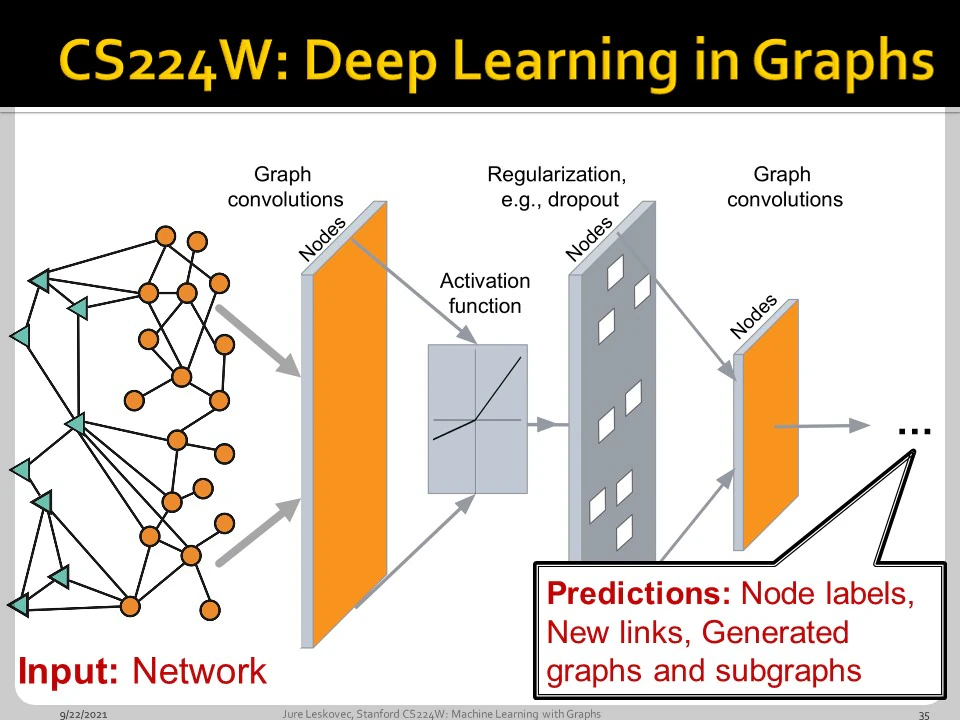 CS224W: Deep Learning in Graphs
Graph
convolutions
Regularization,
e.g., dropout
Graph
convolutions
Nodes
Activation
function
Nodes
Nodes
...
Predictions: Node labels,
New links, Generated
graphs and subgraphs
Input: Network
9/22/2021
Jure Leskovec, Stanford CS224W: Machine Learning with Graphs
35